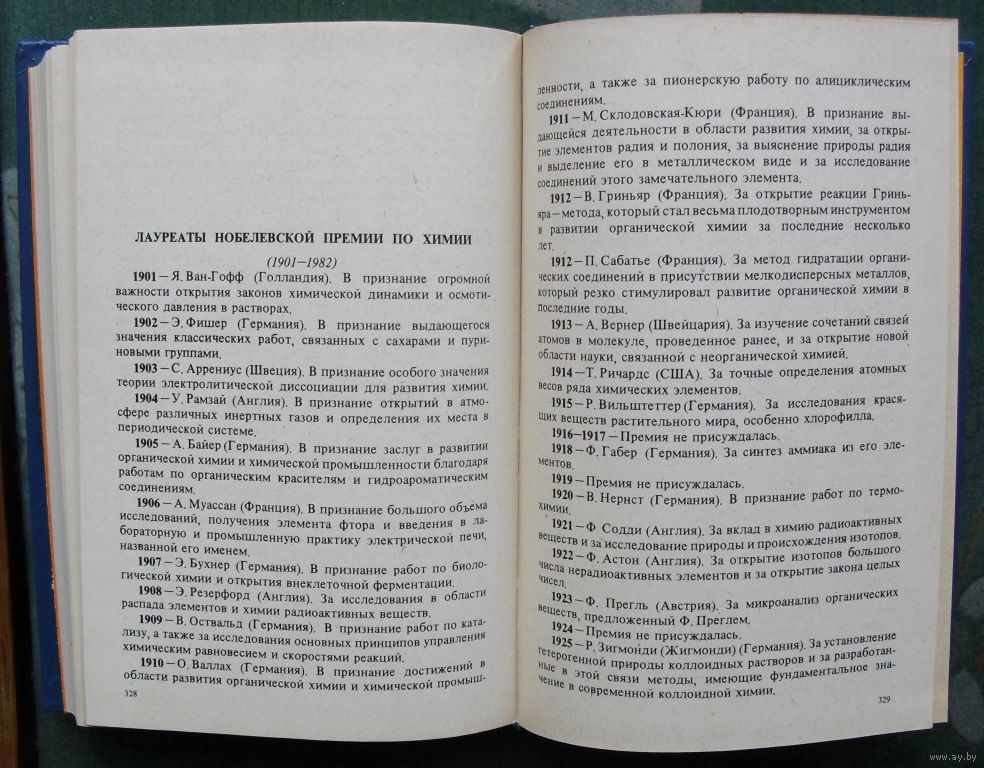 ЛАУРЕАТЫ НОБЕЛЕВСКОЙ ПРЕМИИ ПО ХИМИИ
(1901—1982)
1901—Я. Ван-Гофф (Голландия). В признание огромной
важности открытия законов химической динамики и осмоти-
ческого давления в растворах.
1902—Э. Фишер (Германия). В признание выдающегося
значения классических работ, связанных с сахарами и пури-
новыми группами.
1903—С. Аррениус (Швеция). В признание особого значения
теории электролитической диссоциации для развития химии.
1904—У. Рамзай (Англия). В признание открытий в атмо-
сфере различных инертных газов и определения их места в
периодической системе.
1905—А. Байер (Германия). В признание заслуг в развитии
органической химии и химической промышленности благодаря
работам по органическим красителям и гидроароматическим
соединениям.
1906—А. Муассан (Франция). В признание большого объема
исследований, получения элемента фтора и введения в ла-
бораторную и промышленную практику электрической печи,
названной его именем.
1907—Э. Бухнер (Германия). В признание работ по биоло-
гической химии и открытия внеклеточной ферментации.
1908—Э. Резерфорд (Англия). За исследования в области
распада элементов и химии радиоактивных веществ.
1909—В. Оствальд (Германия). В признание работ по ката-
лизу, а также за исследования основных принципов управления
химическим равновесием и скоростями реакций.
1910—О. Валлах (Германия). В признание достижений в
области развития органической химии и химической промыш-
328
ленности, а также за пионерскую работу по алициклическим
соединениям.
1911—М. Склодовская-Кюри (Франция). В признание вы-
дающейся деятельности в области развития химии, за откры-
тие элементов радия и полония, за выяснение природы радия
и выделение его в металлическом виде и за исследование
соединений этого замечательного элемента.
1912—В. Гриньяр (Франция). За открытие реакции Гринь-
яра—метода, который стал весьма плодотворным инструментом
в развитии органической химии за последние несколько
лет.
1912—П. Сабатье (Франция). За метод гидратации органи-
ческих соединений в присутствии мелкодисперсных металлов,
который резко стимулировал развитие органической химии в
последние годы.
1913—А. Вернер (Швейцария). За изучение сочетаний связей
атомов в молекуле, проведенное ранее, и за открытие новой
области науки, связанной с неорганической химией.
1914—Т. Ричардс (США). За точные определения атомных
весов ряда химических элементов.
1915—Р. Вильштеттер (Германия). За исследования крася-
щих веществ растительного мира, особенно хлорофилла.
1916—1917—Премия не присуждалась.
1918—Ф. Габер (Германия). За синтез аммиака из его эле-
ментов.
1919—Премия не присуждалась.
1920—В. Нернст (Германия). В признание работ по термо-
химии.
1921—Ф. Содди (Англия). За вклад в химию радиоактивных
веществ и за исследование природы и происхождения изотопов.
1922—Ф. Астон (Англия). За открытие изотопов большого
числа нерадиоактивных элементов и за открытие закона целых
чисел.
1923—Ф. Прегль (Австрия). За микроанализ органических
веществ, предложенный Ф. Преглем.
1924—Премия не присуждалась.
1925—Р. Зигмонди (Жигмонди) (Германия). За установление
гетерогенной природы коллоидных растворов и за разработан-
ные в этой связи методы, имеющие фундаментальное зна-
чение в современной коллоидной химии.
329
www.ay.by